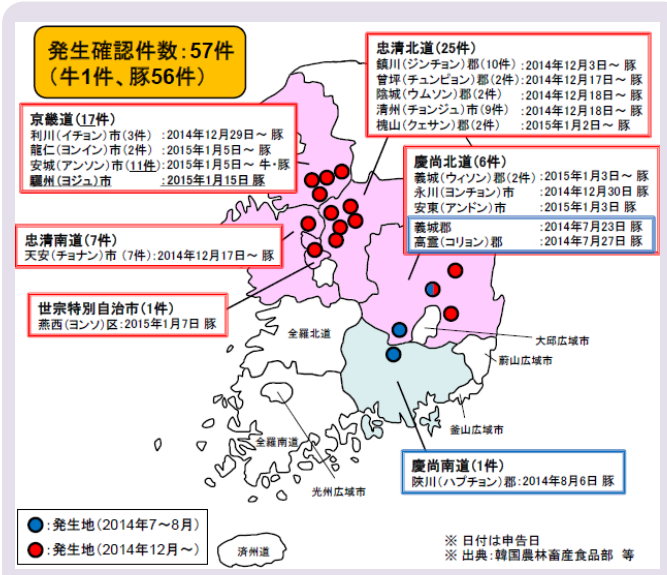 発生確認件数：57件
（牛1件、豚56件）
忠清北道（25件）
鎮川（ジンチョン）郡（10件）：2014年12月3日～ 豚
曾坪（チュンピョン）郡（2件）：2014年12月17日～ 豚
陰城（ウムソン）郡（2件）：2014年12月18日～ 豚
清州（チョンジュ）市（9件）：2014年12月18日～ 豚
槐山（クェサン）郡（2件）：2015年1月2日～ 豚
京畿道（17件）
利川（イチョン）市（3件）：2014年12月29日～ 豚
龍仁（ヨンイン）市（2件）：2015年1月5日～ 豚
安城（アンソン）市（11件）：2015年1月5日～ 牛・豚
驪州（ヨジュ）市：2015年1月15日 豚
慶尚北道（6件）
義城（ウィソン）郡（2件）：2015年1月3日～ 豚
永川（ヨンチョン）市：2014年12月30日 豚
安東（アンドン）市：2015年1月3日 豚
義城郡：2014年7月23日 豚
高霊（コリョン）郡：2014年7月27日 豚
忠清南道（7件）
天安（チョナン）市（7件）：2014年12月17日～ 豚
世宗特別自治市（1件）
燕西（ヨンソ）区：2015年1月7日 豚
全羅北道
大邱広域市
蔚山広域市
釜山広域市
全羅南道
光州広域市
慶尚南道（1件）
陜川（ハプチョン）郡：2014年8月6日 豚
：発生地（2014年7～8月）
：発生地（2014年12月～）
済州道
※ 日付は申告日
※ 出典：韓国農林畜産食品部 等